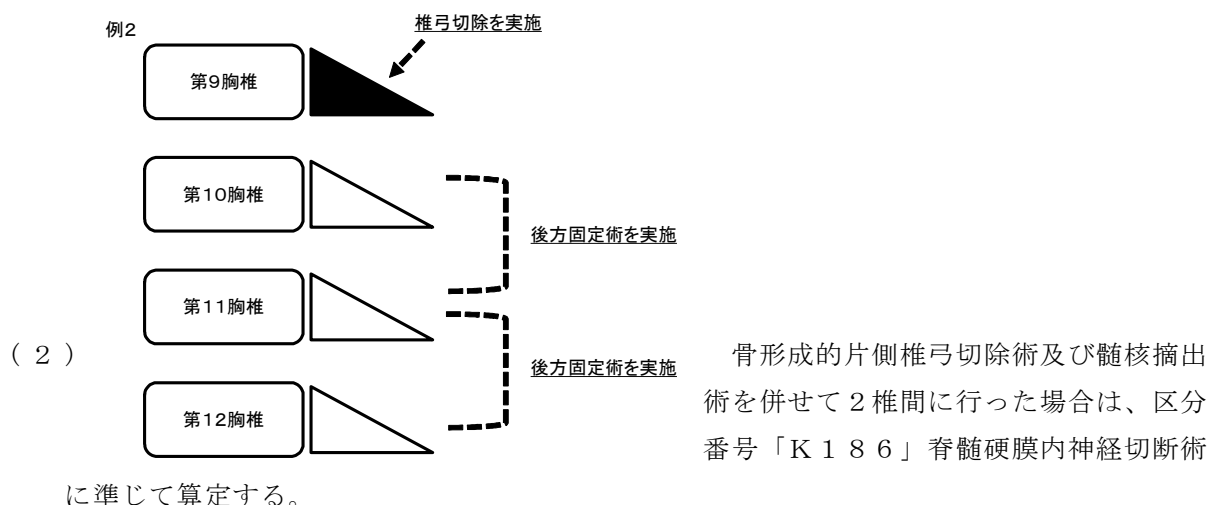 例2
椎弓切除を実施
第9胸椎
第10胸椎
後方固定術を実施
第11胸椎
後方固定術を実施
第12胸椎
(2) 骨形成的片側椎弓切除術及び髄核摘出
術を併せて2椎間に行った場合は、区分
番号「K186」脊髄硬膜内神経切断術
に準じて算定する。